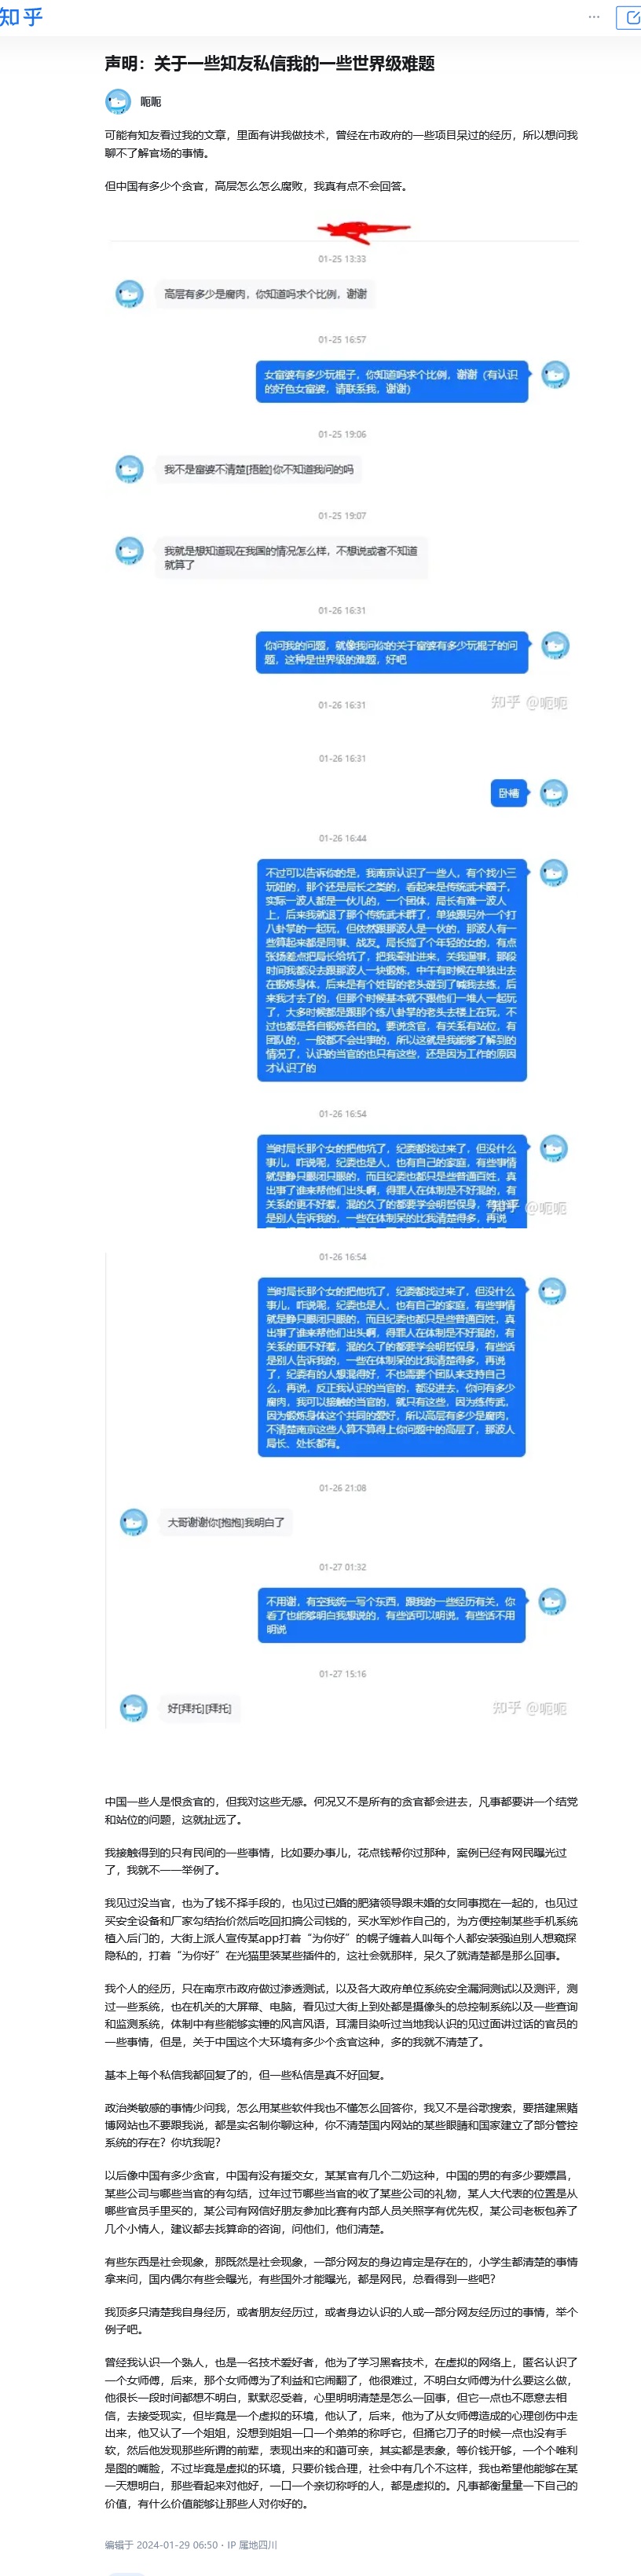 知乎
声明：关于一些知友私信我的一些世界级难题
呃呃
可能有知友看过我的文章，里面有讲我做技术，曾经在市政府的一些项目呆过的经历，所以想问我
聊不了解官场的事情。
但中国有多少个贪官，高层怎么怎么腐败，我真有点不会回答。
01-25 13:33
高层有多少是腐肉，你知道吗求个比例，谢谢
01-25 16:57
女富婆有多少玩棍子，你知道吗求个比例，谢谢（有认识
的好色女富婆，请联系我，谢谢）
01-25 19:06
我不是富婆不清楚[捂脸]你不知道我问的吗
01-25 19:07
我就是想知道现在我国的情况怎么样，不想说或者不知道
就算了
01-26 16:31
你问我的问题，就像我问你的关于富婆有多少玩棍子的问
题，这种是世界级的难题，好吧
01-26 16:31
知乎 @呃呃
01-26 16:31
卧槽
01-26 16:44
不过可以告诉你的是，我南京认识了一些人，有个找小三
玩妞的，那个还是局长之类的，看起来是传统武术圈子，
实际一波人都是一伙儿的，一个团体，局长有难一波人
上，后来我就退了那个传统武术群了，单独跟另外一个打
八卦掌的一起玩，但依然跟那波人是一伙的，那波人有一
些算起来都是同事、战友。局长搞了个年轻的女的，有点
张扬差点把局长给坑了，把我牵扯进来，关我逼事，那段
时间我都没去跟那波人一块锻炼，中午有时候在单独出去
在锻炼身体，后来是有个姓曾的老头碰到了喊我去练，后
来我才去了的，但那个时候基本就不跟他们一堆人一起玩
了，大多时候都是跟那个练八卦掌的老头去楼上在玩，不
过也都是各自锻炼各自的。要说贪官，有关系有站位，有
团队的，一般都不会出事的，所以这就是我能够了解到的
情况了，认识的当官的也只有这些，还是因为工作的原因
才认识了的
01-26 16:54
当时局长那个女的把他坑了，纪委都找过来了，但没什么
事儿，咋说呢，纪委也是人，也有自己的家庭，有些事情
就是睁只眼闭只眼的，而且纪委也都只是些普通百姓，真
出事了谁来帮他们出头啊，得罪人在体制是不好混的，有
关系的更不好惹，混的久了的都要学会明哲保身，有些话
是别人告诉我的，一些在体制呆的比我清楚得多，再说
知乎 @呃呃
01-26 16:54
当时局长那个女的把他坑了，纪委都找过来了，但没什么
事儿，咋说呢，纪委也是人，也有自己的家庭，有些事情
就是睁只眼闭只眼的，而且纪委也都只是些普通百姓，真
出事了谁来帮他们出头啊，得罪人在体制是不好混的，有
关系的更不好惹，混的久了的都要学会明哲保身，有些话
是别人告诉我的，一些在体制呆的比我清楚得多，再说
了，纪委有的人想混得好，不也需要个团队来支持自己
么，再说，反正我认识的当官的，都没进去，你问有多少
腐肉，我可以接触的当官的，就只有这些，因为练传武，
因为锻炼身体这个共同的爱好，所以高层有多少是腐肉，
不清楚南京这些人算不算得上你问题中的高层了，那波人
局长、处长都有。
01-26 21:08
大哥谢谢你[抱抱]我明白了
01-27 01:32
不用谢，有空我统一写个东西，跟我的一些经历有关，你
看了也能够明白我想说的，有些话可以明说，有些话不用
明说
01-27 15:16
好[拜托][拜托]
知乎 @呃呃
中国一些人是恨贪官的，但我对这些无感。何况又不是所有的贪官都会进去，凡事都要讲一个结党
和站位的问题，这就扯远了。
我接触得到的只有民间的一些事情，比如要办事儿，花点钱帮你过那种，案例已经有网民曝光过
了，我就不一一举例了。
我见过没当官，也为了钱不择手段的，也见过已婚的肥猪领导跟未婚的女同事搅在一起的，也见过
买安全设备和厂家勾结抬价然后吃回扣搞公司钱的，买水军炒作自己的，为方便控制某些手机系统
植入后门的，大街上派人宣传某app打着“为你好”的幌子缠着人叫每个人都安装强迫别人想窥探
隐私的，打着“为你好”在光猫里装某些插件的，这社会就那样，呆久了就清楚都是那么回事。
我个人的经历，只在南京市政府做过渗透测试，以及各大政府单位系统安全漏洞测试以及测评，测
过一些系统，也在机关的大屏幕、电脑，看见过大街上到处都是摄像头的总控制系统以及一些查询
和监测系统，体制中有些能够实锤的风言风语，耳濡目染听过当地我认识的见过面讲过话的官员的
一些事情，但是，关于中国这个大环境有多少个贪官这种，多的我就不清楚了。
基本上每个私信我都回复了的，但一些私信是真不好回复。
政治类敏感的事情少问我，怎么用某些软件我也不懂怎么回答你，我又不是谷歌搜索，要搭建黑赌
博网站也不要跟我说，都是实名制你聊这种，你不清楚国内网站的某些眼睛和国家建立了部分管控
系统的存在？你坑我呢？
以后像中国有多少贪官，中国有没有援交女，某某官有几个二奶这种，中国的男的有多少要嫖昌，
某些公司与哪些当官的有勾结，过年过节哪些当官的收了某些公司的礼物，某人大代表的位置是从
哪些官员手里买的，某公司有网信好朋友参加比赛有内部人员关照享有优先权，某公司老板包养了
几个小情人，建议都去找算命的咨询，问他们，他们清楚。
有些东西是社会现象，那既然是社会现象，一部分网友的身边肯定是存在的，小学生都清楚的事情
拿来问，国内偶尔有些会曝光，有些国外才能曝光，都是网民，总看得到一些吧？
我顶多只清楚我自身经历，或者朋友经历过，或者身边认识的人或一部分网友经历过的事情，举个
例子吧。
曾经我认识一个熟人，也是一名技术爱好者，他为了学习黑客技术，在虚拟的网络上，匿名认识了
一个女师傅，后来，那个女师傅为了利益和它闹翻了，他很难过，不明白女师傅为什么要这么做，
他很长一段时间都想不明白，默默忍受着，心里明明清楚是怎么一回事，但它一点也不愿意去相
信，去接受现实，但毕竟是一个虚拟的环境，他认了，后来，他为了从女师傅造成的心理创伤中走
出来，他又认了一个姐姐，没想到姐姐一口一个弟弟的称呼它，但捅它刀子的时候一点也没有手
软，然后他发现那些所谓的前辈，表现出来的和蔼可亲，其实都是表象，等价钱开够，一个个唯利
是图的嘴脸，不过毕竟是虚拟的环境，只要价钱合理，社会中有几个不这样，我也希望他能够在某
一天想明白，那些看起来对他好，一口一个亲切称呼的人，都是虚拟的。凡事都衡量量一下自己的
价值，有什么价值能够让那些人对你好的。
编辑于 2024-01-29 06:50・IP 属地四川